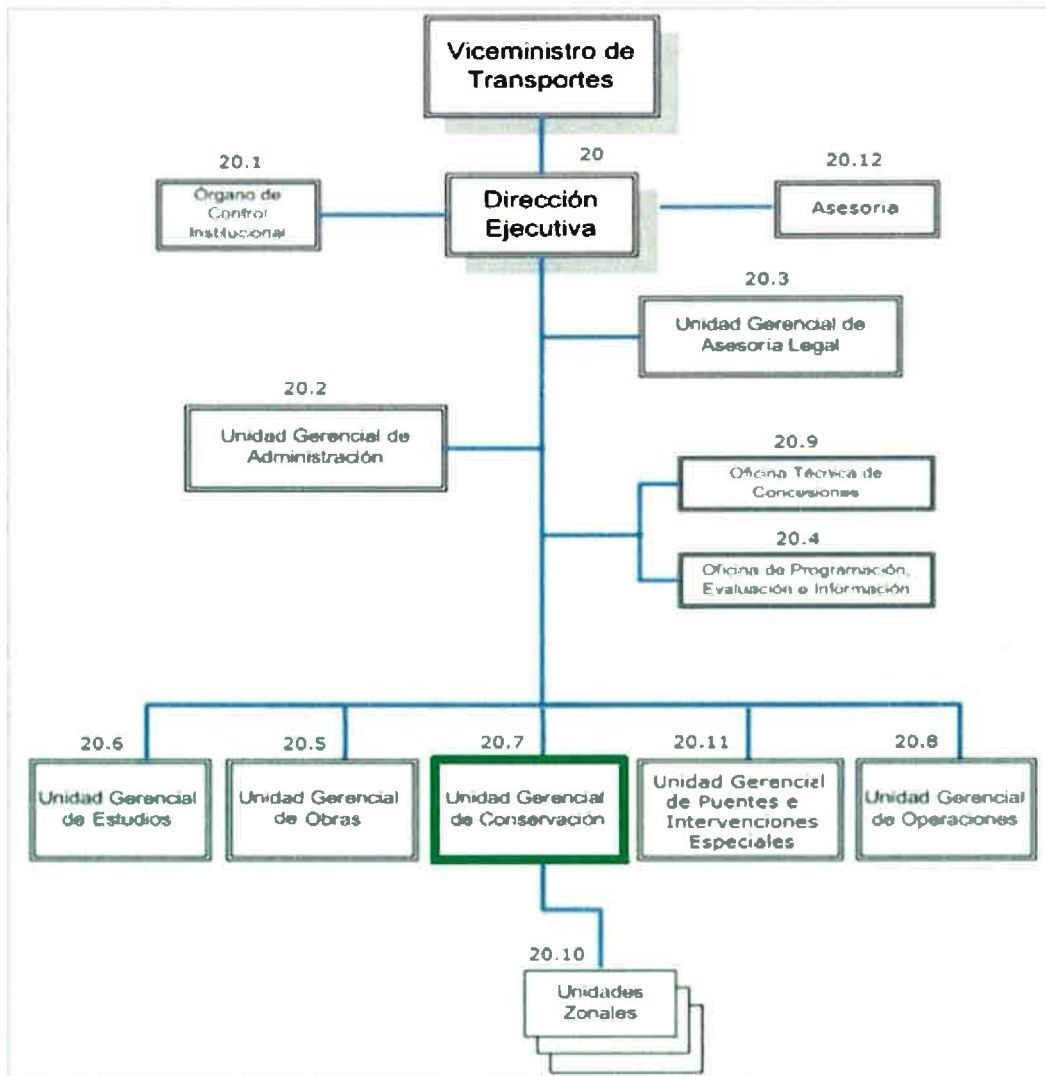 Viceministro de
Transportes
20
20.1
Órgano de
Control
Institucional
Dirección
Ejecutiva
20.12
Asesoria
20.3
Unidad Gerencial de
Asesoría Legal
20.2
Unidad Gerencial de
Administración
20.9
Oficina Técnica de
Concesiones
20.4
Oficina de Programación,
Evaluación e Información
20.6
Unidad Gerencial
de Estudios
20.5
Unidad Gerencial
de Obras
20.7
Unidad Gerencial
de Conservación
20.11
Unidad Gerencial
de Puentes e
Intervenciones
Especiales
20.8
Unidad Gerencial
de Operaciones
20.10
Unidades
Zonales